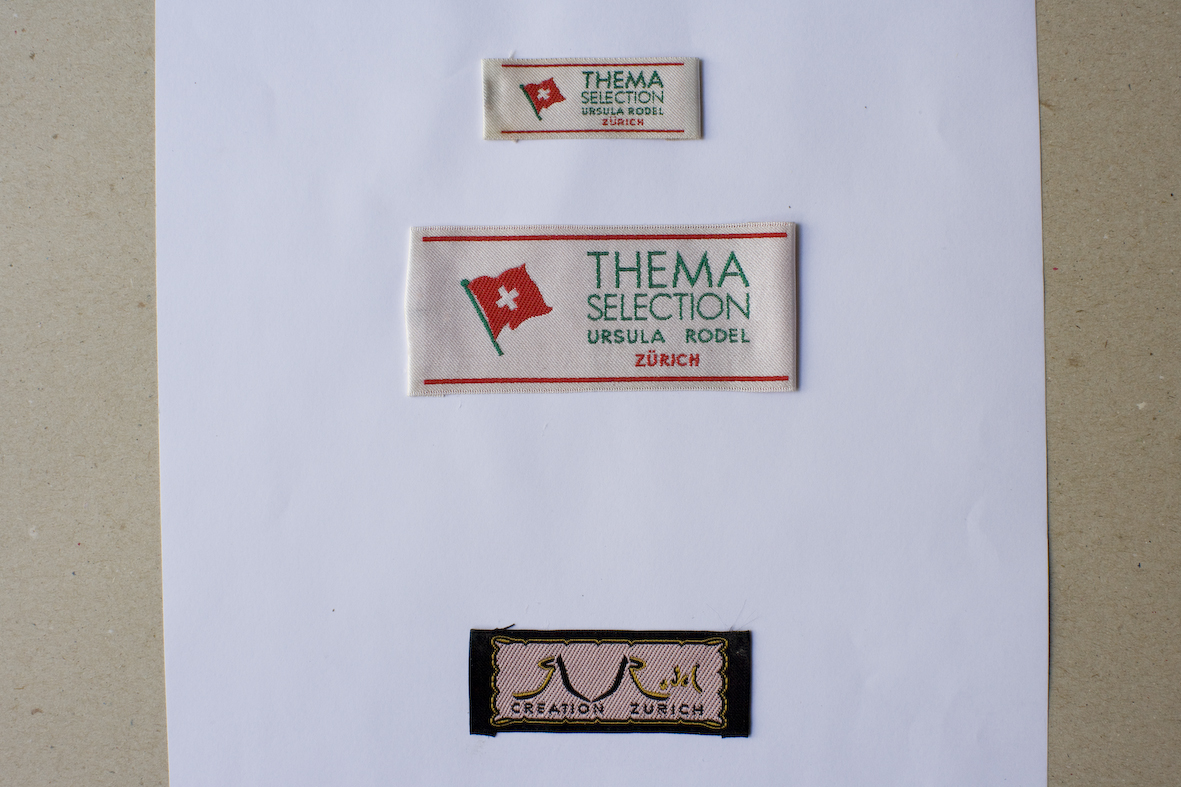 THEMA
SELECTION
URSULA RODEL
ZÜRICH
THEMA
SELECTION
URSULA RODEL
ZÜRICH
CREATION ZURICH